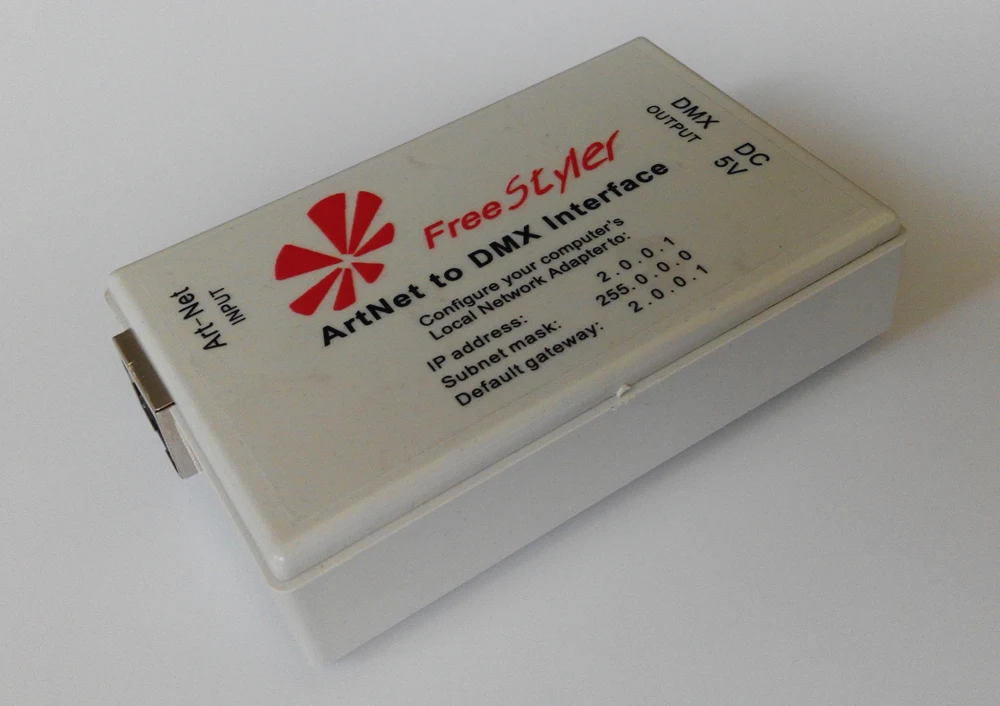 Art-Net
INPUT
FreeStyler
ArtNet to DMX Interface
Configure your computer's
Local Network Adapter to:
IP address: 2.0.0.1
Subnet mask: 255.0.0.0
Default gateway: 2.0.0.1
DMX
OUTPUT
DC
5V